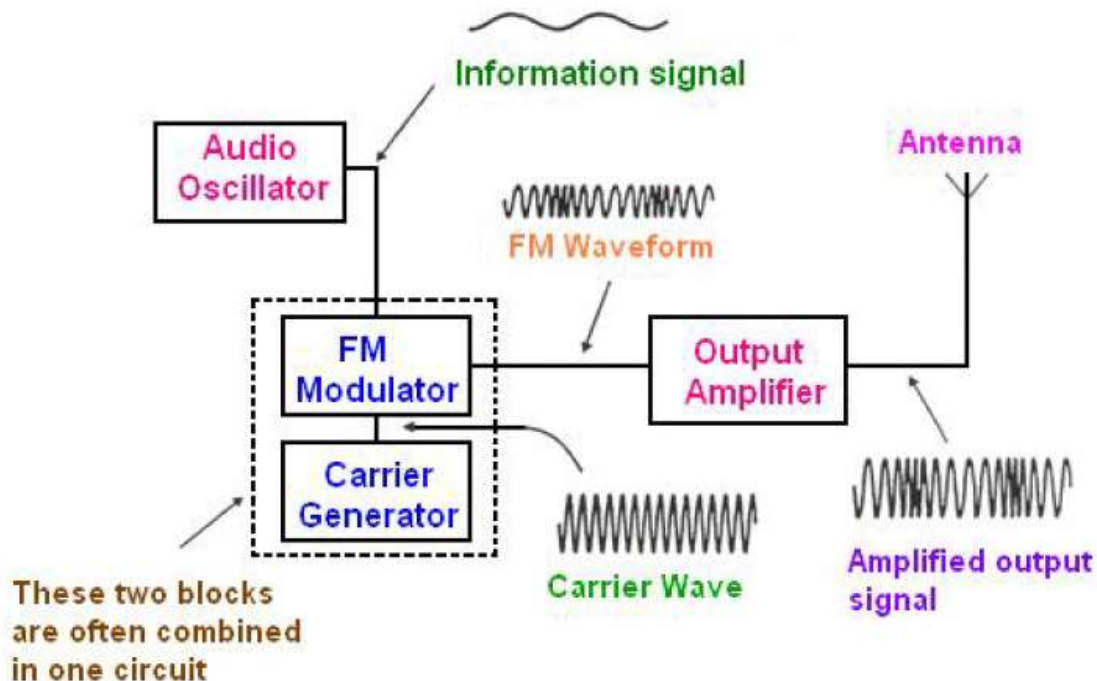 Information signal
Audio
Oscillator
Antenna
FM Waveform
FM
Modulator
Output
Amplifier
Carrier
Generator
Carrier Wave
Amplified output
signal
These two blocks
are often combined
in one circuit